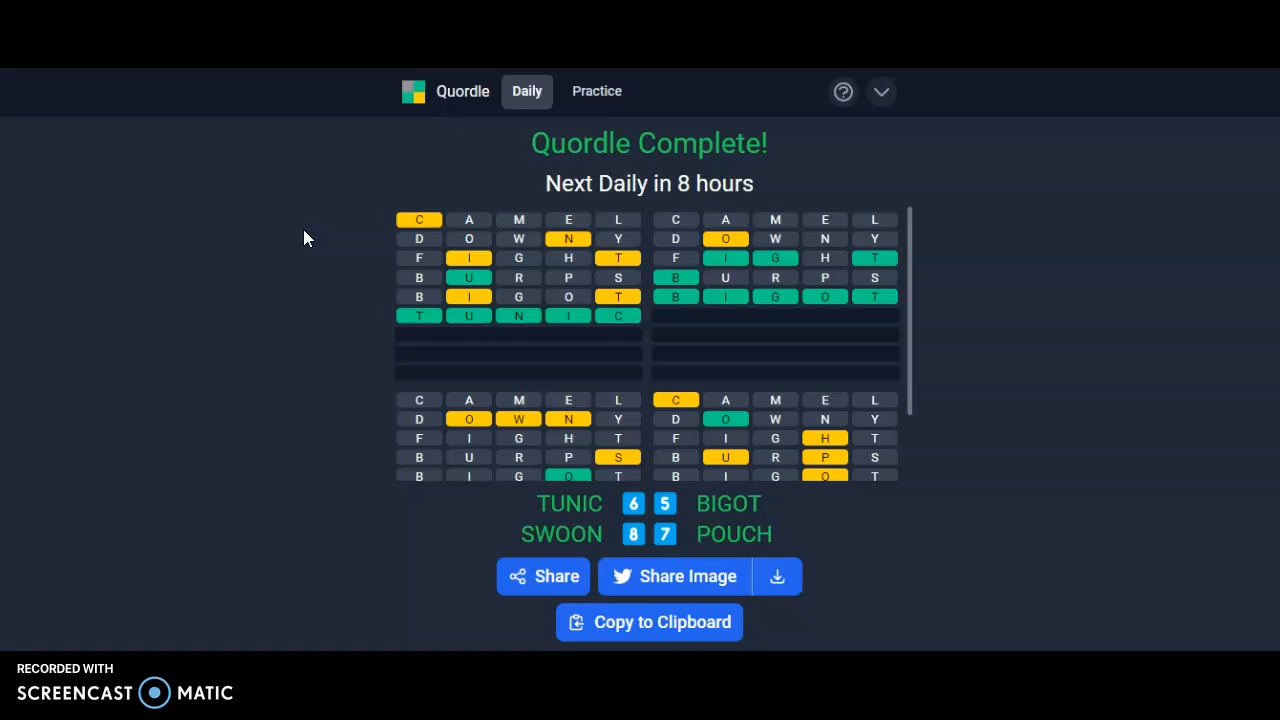 Quordle Daily Practice
Quordle Complete!
Next Daily in 8 hours
C A M E L C A M E L
D O W N Y D O W N Y
F I G H T F I G H T
B U R P S B U R P S
B I G O T B I G O T
T U N I C
C A M E L C A M E L
D O W N Y D O W N Y
F I G H T F I G H T
B U R P S B U R P S
B I G O T B I G O T
TUNIC 6 5 BIGOT
SWOON 8 7 POUCH
Share Share Image
Copy to Clipboard
RECORDED WITH
SCREENCAST MATIC